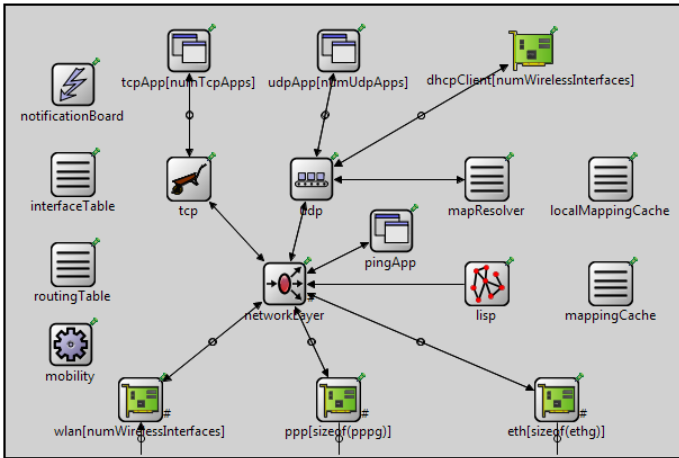 tcpApp[numTcpApps]
udpApp[numUdpApps]
dhcpClient[numWirelessInterfaces]
notificationBoard
interfaceTable
tcp
udp
mapResolver
localMappingCache
pingApp
routingTable
networkLayer
lisp
mappingCache
mobility
#
#
#
wlan[numWirelessInterfaces]
ppp[sizeof(pppg)]
eth[sizeof(ethg)]